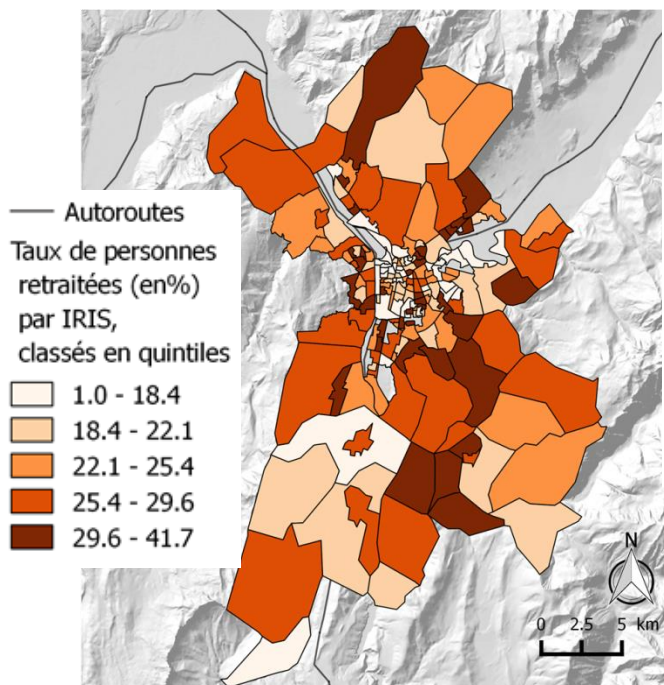 Autoroutes
Taux de personnes
retraitées (en%)
par IRIS,
classés en quintiles
1.0 - 18.4
18.4 - 22.1
22.1 - 25.4
25.4 - 29.6
29.6 - 41.7
N
0 2.5 5 km